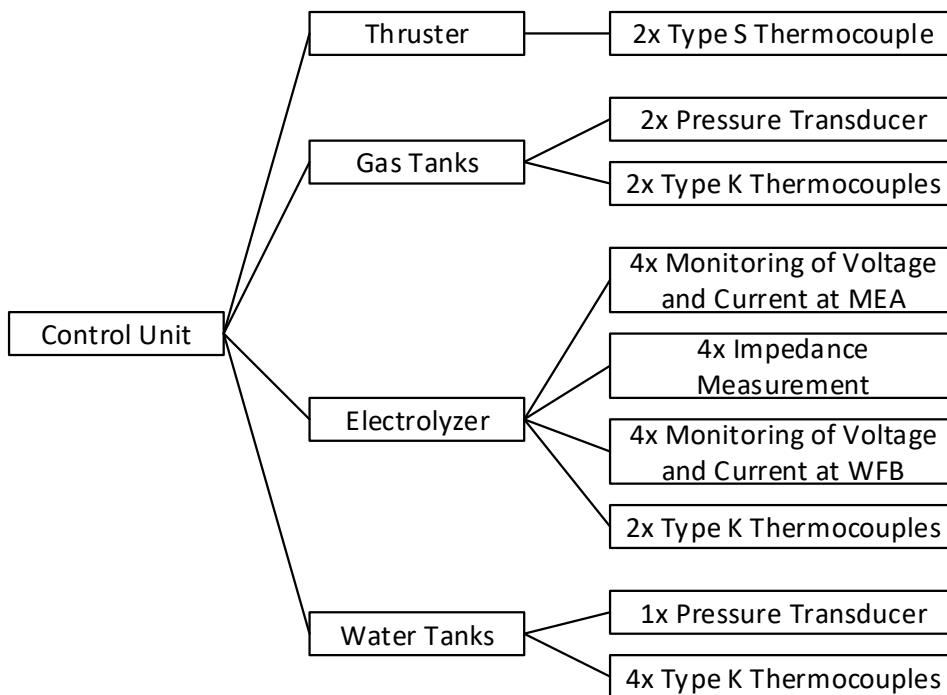 Thruster
2x Type S Thermocouple
2x Pressure Transducer
Gas Tanks
2x Type K Thermocouples
4x Monitoring of Voltage
and Current at MEA
Control Unit
4x Impedance
Measurement
Electrolyzer
4x Monitoring of Voltage
and Current at WFB
2x Type K Thermocouples
1x Pressure Transducer
Water Tanks
4x Type K Thermocouples